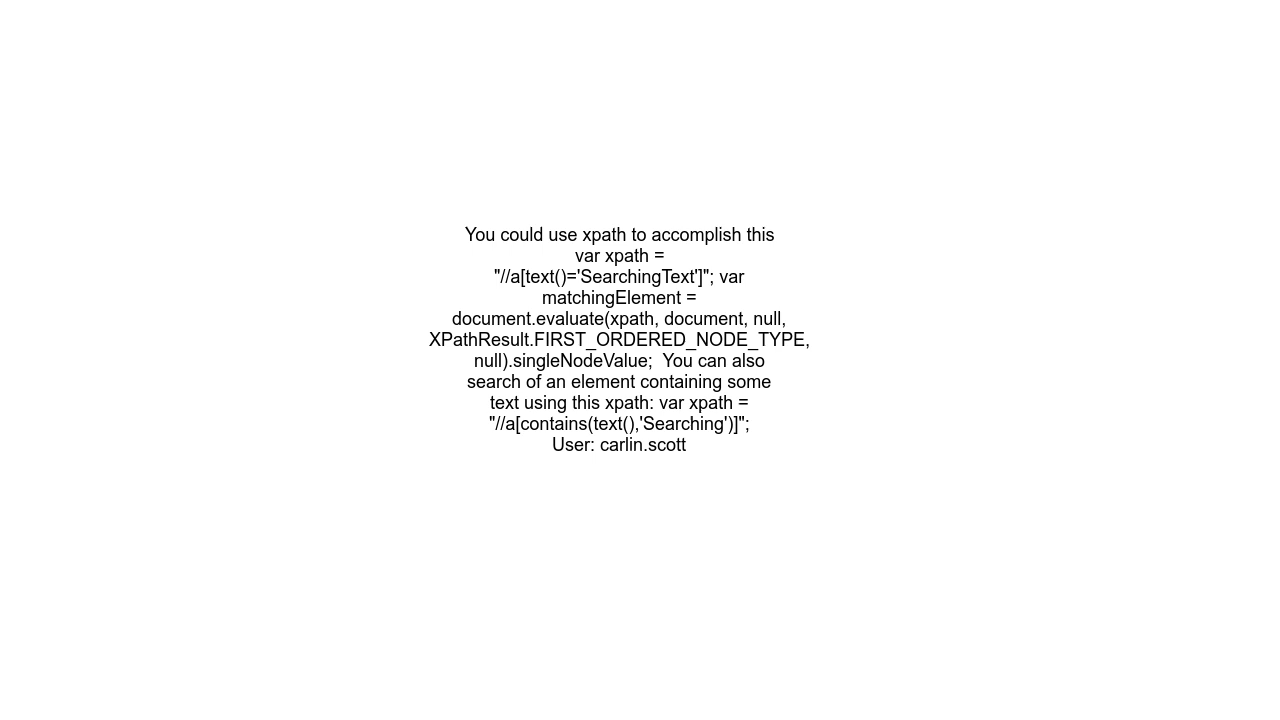 You could use xpath to accomplish this
var xpath =
"//a[text()='SearchingText']"; var
matchingElement =
document.evaluate(xpath, document, null,
XPathResult.FIRST_ORDERED_NODE_TYPE,
null).singleNodeValue;  You can also
search of an element containing some
text using this xpath: var xpath =
"//a[contains(text(),'Searching')]";
User: carlin.scott